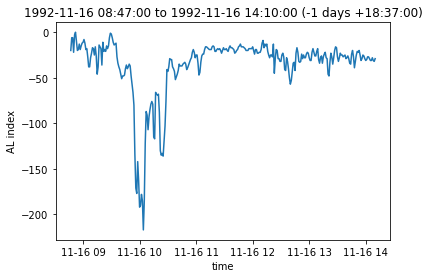 1992-11-16 08:47:00 to 1992-11-16 14:10:00 (-1 days +18:37:00)
0
−50
−100
−150
−200
AL index
11-16 09 11-16 10 11-16 11 11-16 12 11-16 13 11-16 14
time